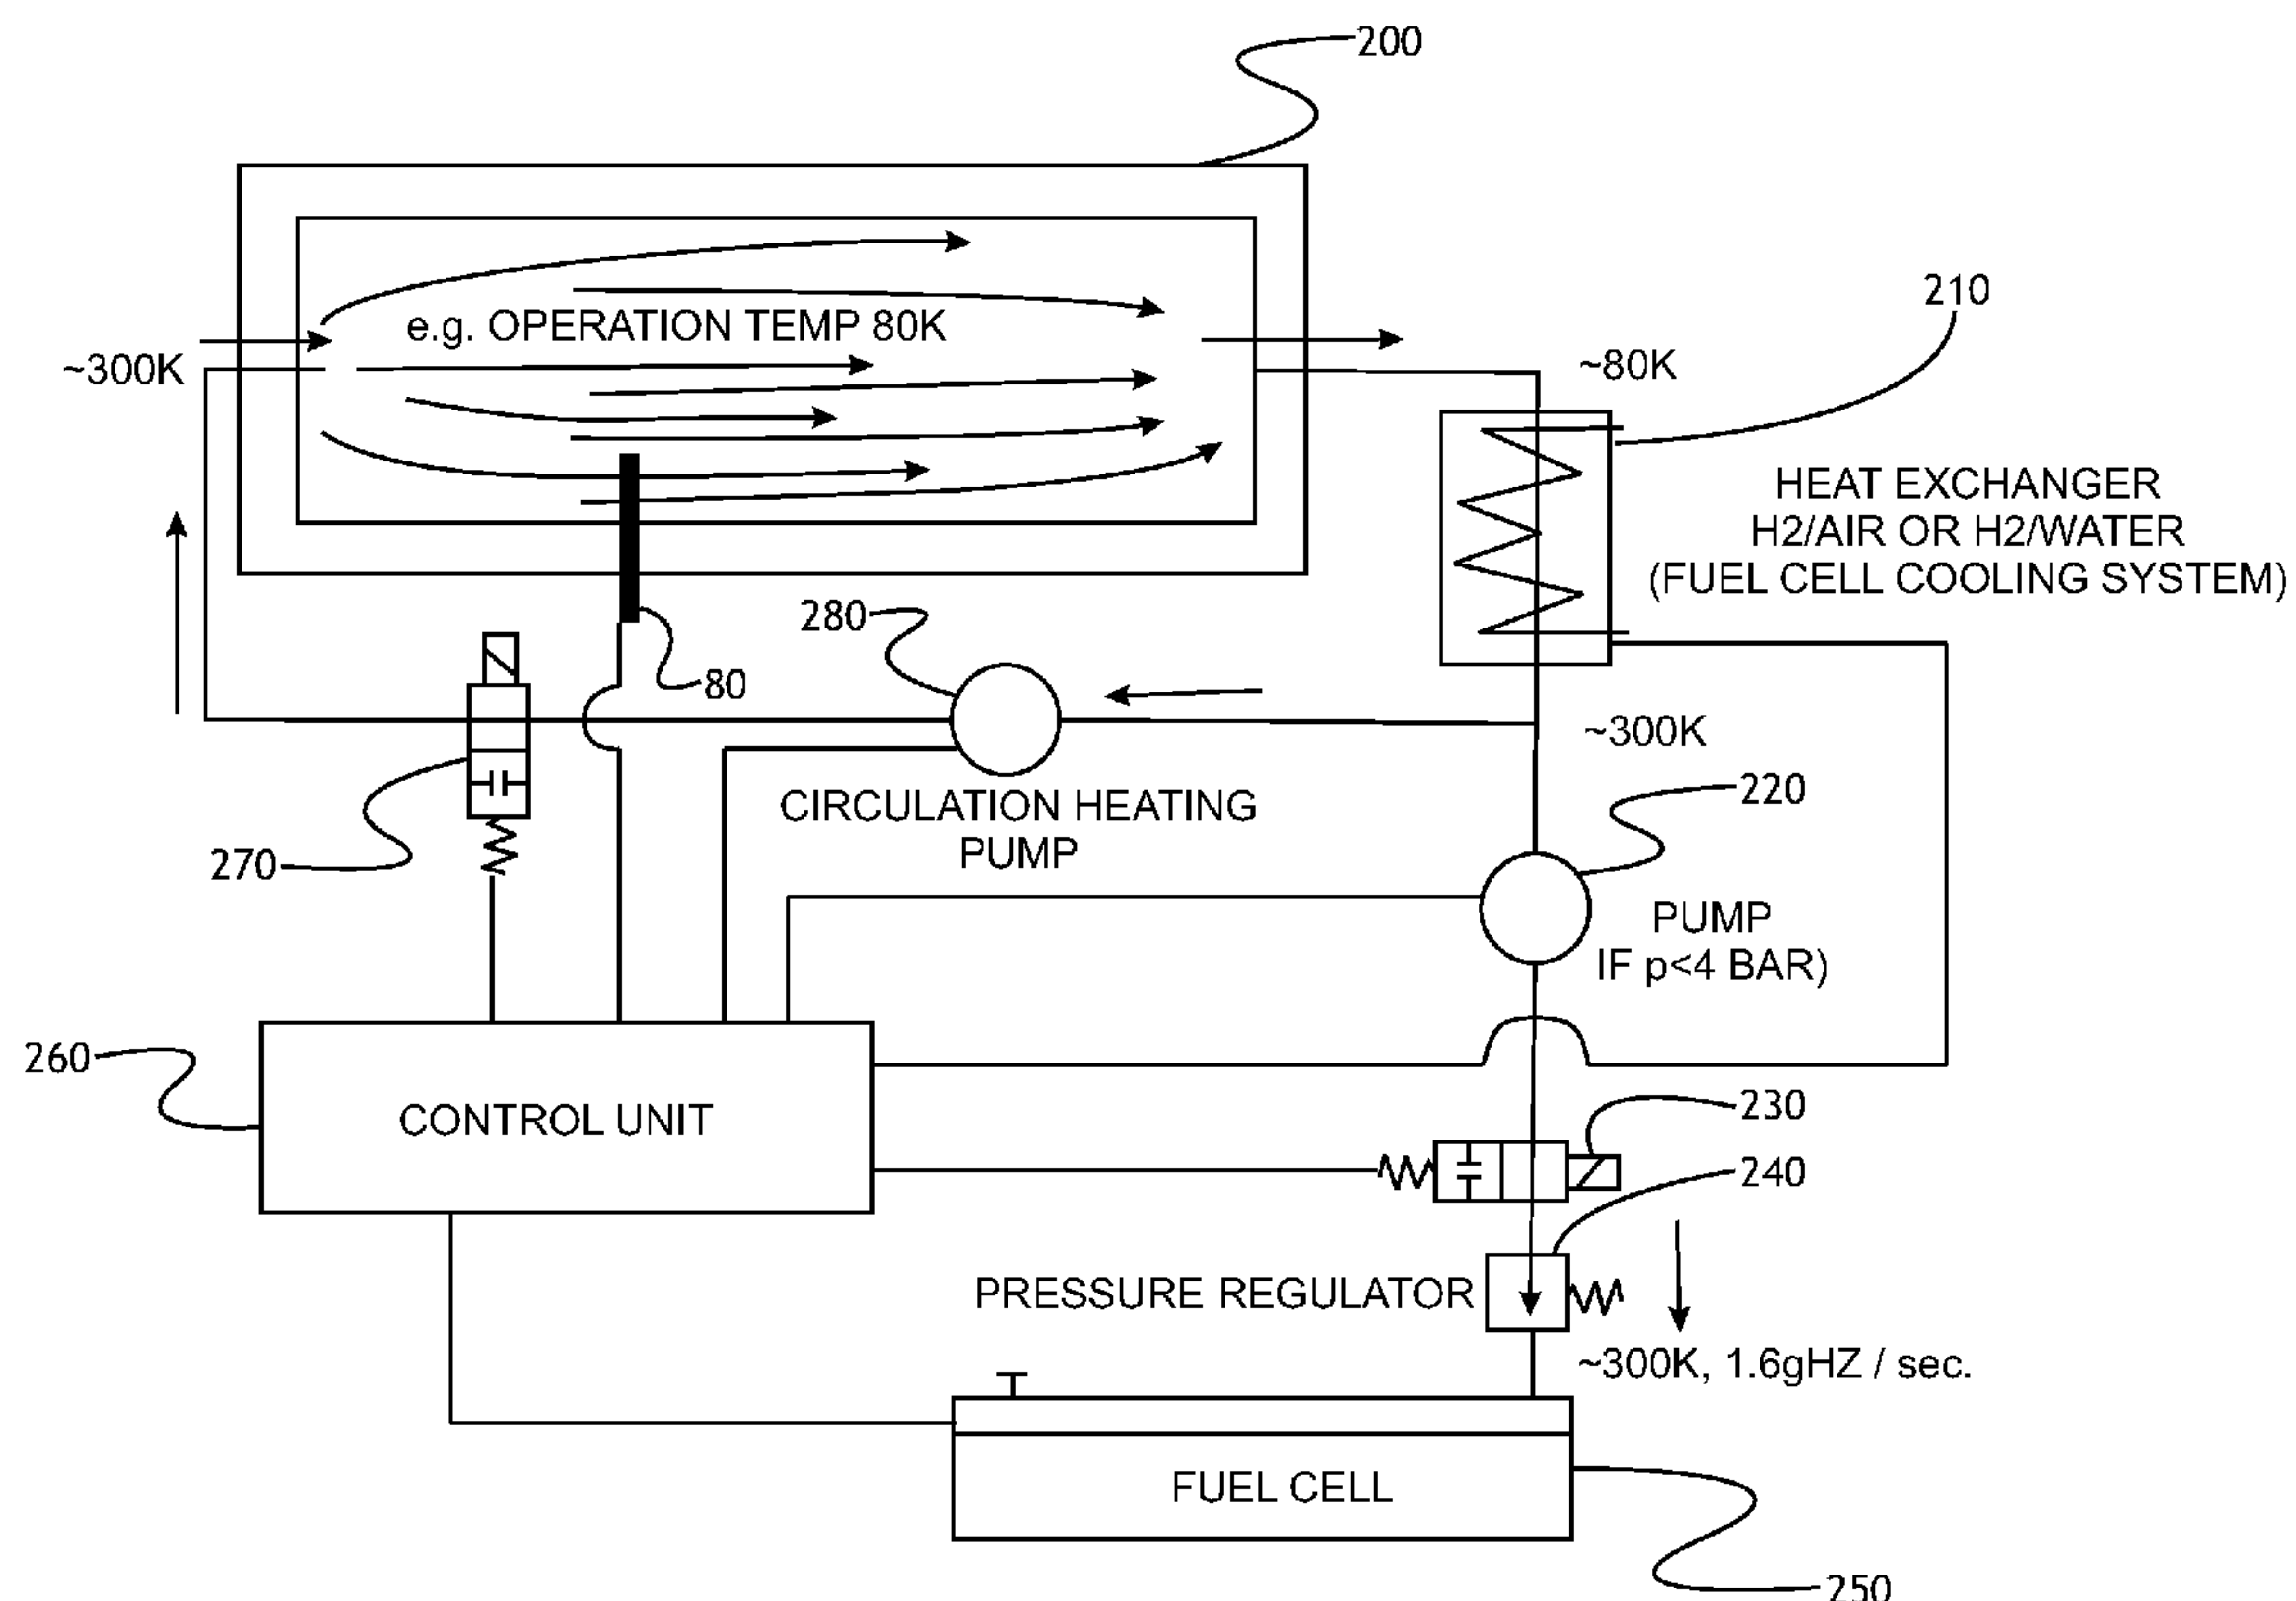 200
210
e.g. OPERATION TEMP 80K
~300K
~80K
HEAT EXCHANGER
H2/AIR OR H2/WATER
(FUEL CELL COOLING SYSTEM)
280
80
~300K
270
CIRCULATION HEATING
PUMP
220
PUMP
IF p<4 BAR)
260
CONTROL UNIT
230
240
PRESSURE REGULATOR
~300K, 1.6gHZ / sec.
FUEL CELL
250